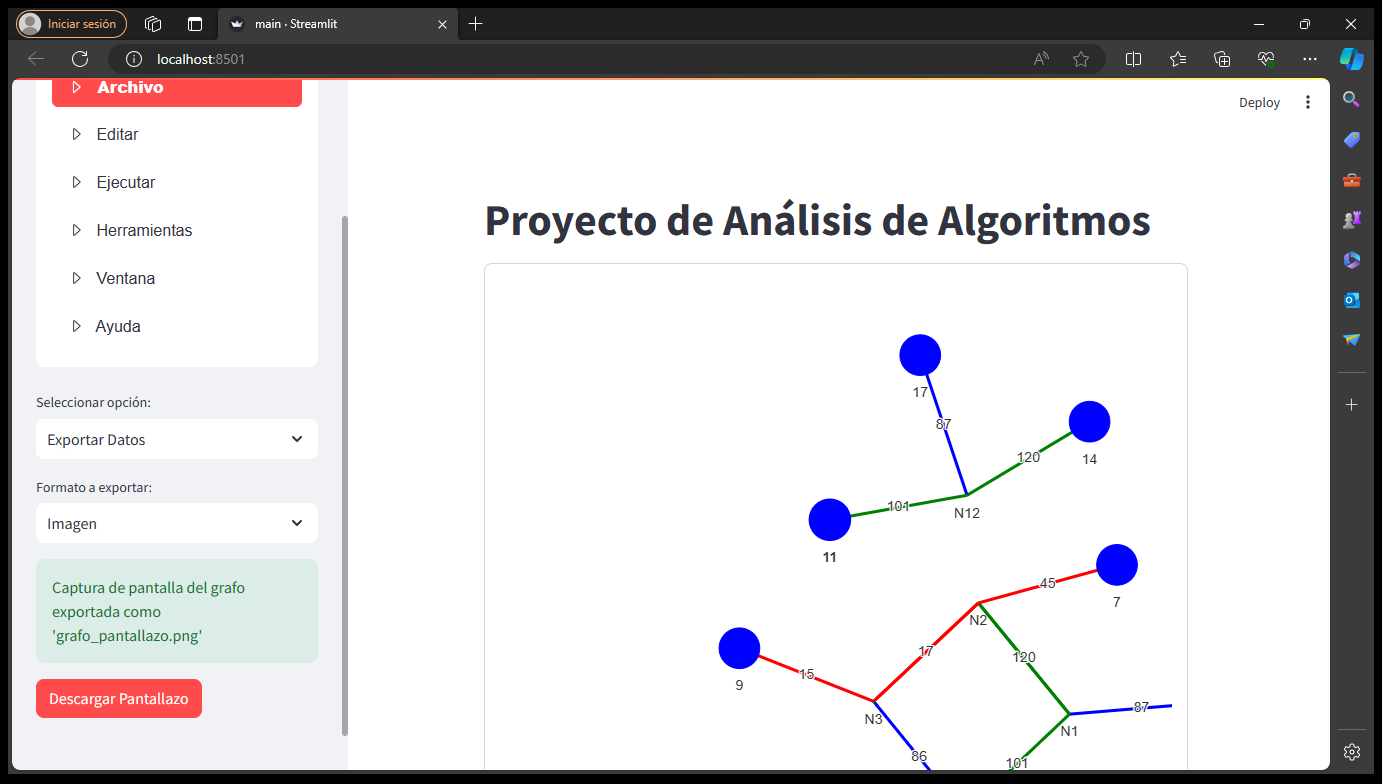 Iniciar sesión
main · Streamlit
localhost:8501
Archivo
Editar
Ejecutar
Herramientas
Ventana
Ayuda
Seleccionar opción:
Exportar Datos
Formato a exportar:
Imagen
Captura de pantalla del grafo
exportada como
'grafo_pantallazo.png'
Descargar Pantallazo
Deploy
Proyecto de Análisis de Algoritmos
17
87
120
14
101
N12
11
45
7
N2
17
120
15
9
N3
87
N1
86
101